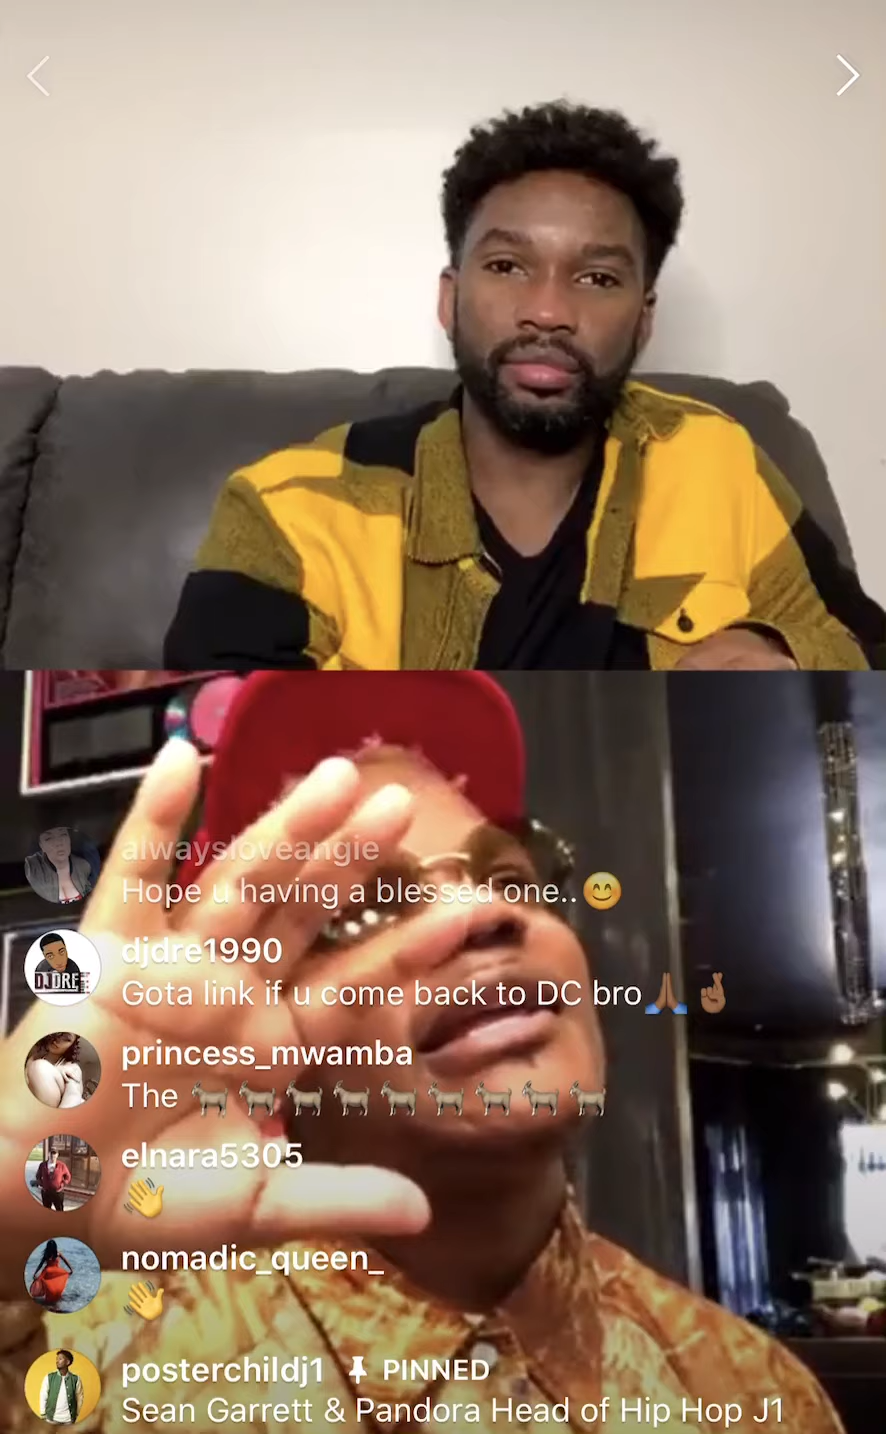 alwaysloveangie
Hope u having a blessed one..😊
djdre1990
DJDRE
Gota link if u come back to DC bro🙏🏾🤞🏾
princess_mwamba
The 🐐🐐🐐🐐🐐🐐🐐🐐🐐
elnara5305
👋
nomadic_queen_
👋
posterchildj1 📌 PINNED
Sean Garrett & Pandora Head of Hip Hop J1